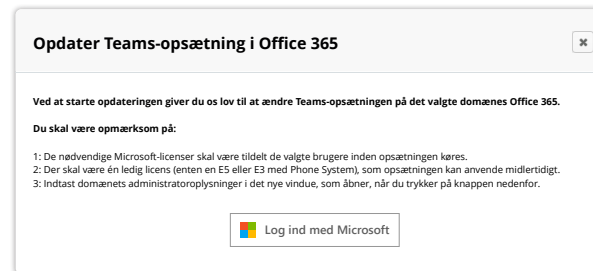 Opdater Teams-opsætning i Office 365
Ved at starte opdateringen giver du os lov til at ændre Teams-opsætningen på det valgte domænes Office 365.
Du skal være opmærksom på:
1: De nødvendige Microsoft-licenser skal være tildelt de valgte brugere inden opsætningen køres.
2: Der skal være én ledig licens (enten en E5 eller E3 med Phone System), som opsætningen kan anvende midlertidigt.
3: Indtast domænets administratoroplysninger i det nye vindue, som åbner, når du trykker på knappen nedenfor.
Log ind med Microsoft